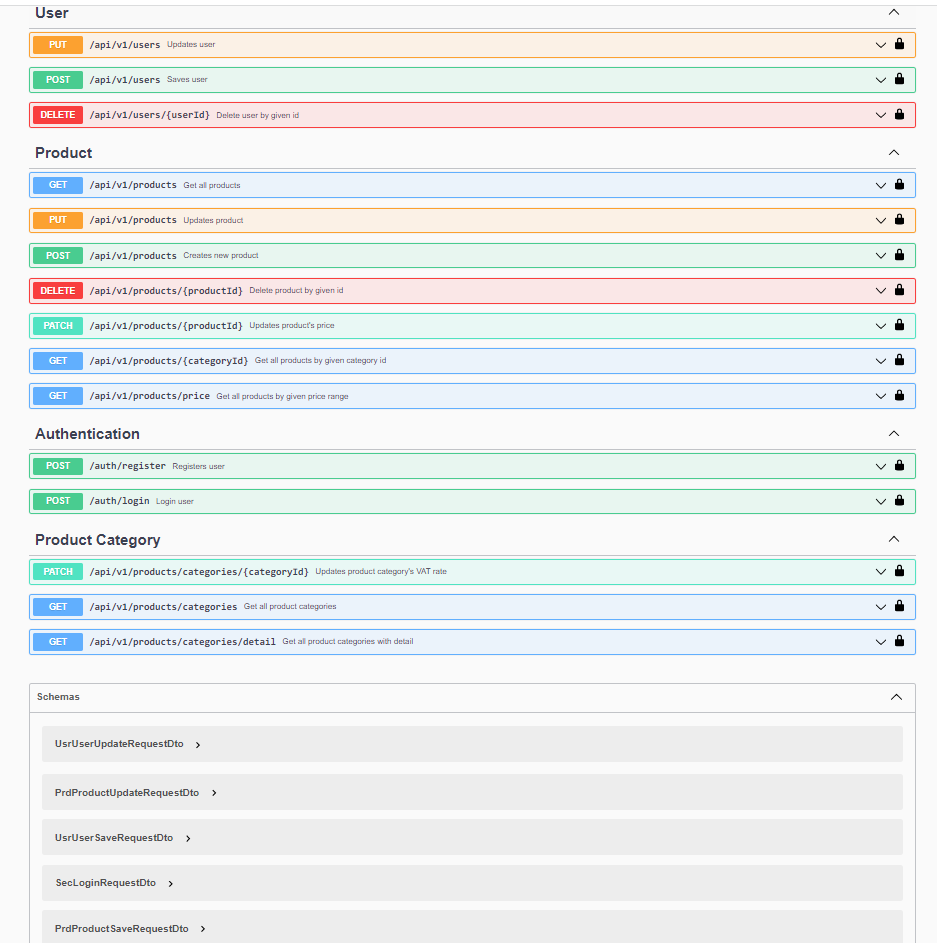 User
PUT /api/v1/users Updates user
POST /api/v1/users Saves user
DELETE /api/v1/users/{userId} Delete user by given id
Product
GET /api/v1/products Get all products
PUT /api/v1/products Updates product
POST /api/v1/products Creates new product
DELETE /api/v1/products/{productId} Delete product by given id
PATCH /api/v1/products/{productId} Updates product's price
GET /api/v1/products/{categoryId} Get all products by given category id
GET /api/v1/products/price Get all products by given price range
Authentication
POST /auth/register Registers user
POST /auth/login Login user
Product Category
PATCH /api/v1/products/categories/{categoryId} Updates product category's VAT rate
GET /api/v1/products/categories Get all product categories
GET /api/v1/products/categories/detail Get all product categories with detail
Schemas
UsrUserUpdateRequestDto
PrdProductUpdateRequestDto
UsrUserSaveRequestDto
SecLoginRequestDto
PrdProductSaveRequestDto